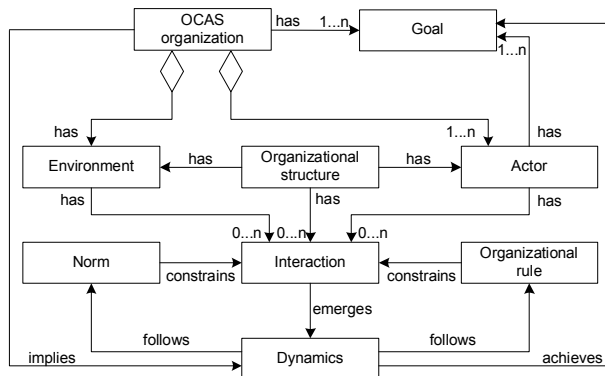 OCAS
organization
has
1...n
Goal
1...n
has
1...n
has
Environment
has
Organizational
structure
has
Actor
has
has
has
0...n
0...n
0...n
Norm
constrains
Interaction
constrains
Organizational
rule
emerges
follows
follows
implies
Dynamics
achieves